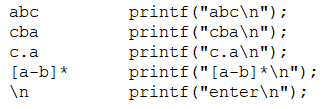 abc printf("abc\n");
cba printf("cba\n");
c.a printf("c.a\n");
[a-b]* printf("[a-b]*\n");
\n printf("enter\n");